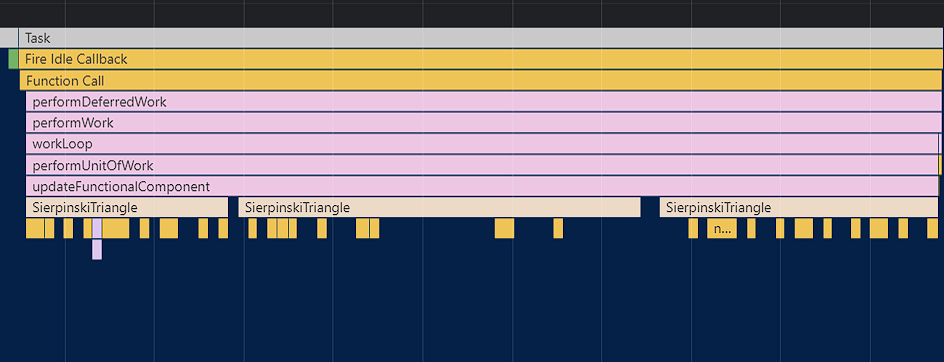 Task
Fire Idle Callback
Function Call
performDeferredWork
performWork
workLoop
performUnitOfWork
updateFunctionalComponent
SierpinskiTriangle SierpinskiTriangle SierpinskiTriangle
n...